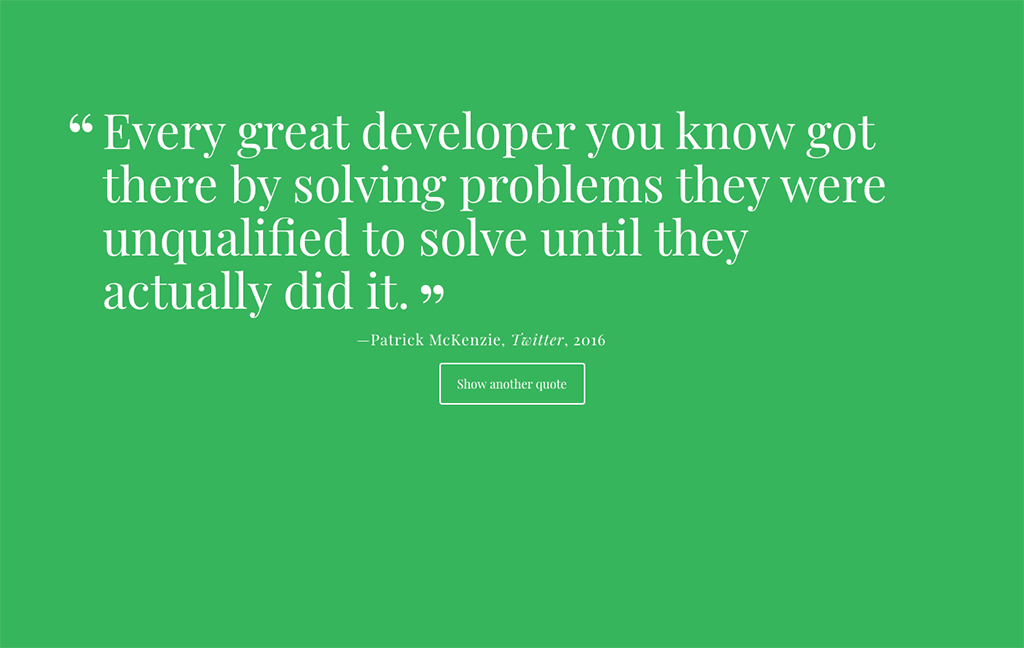 “Every great developer you know got
there by solving problems they were
unqualified to solve until they
actually did it.”
—Patrick McKenzie, Twitter, 2016
Show another quote